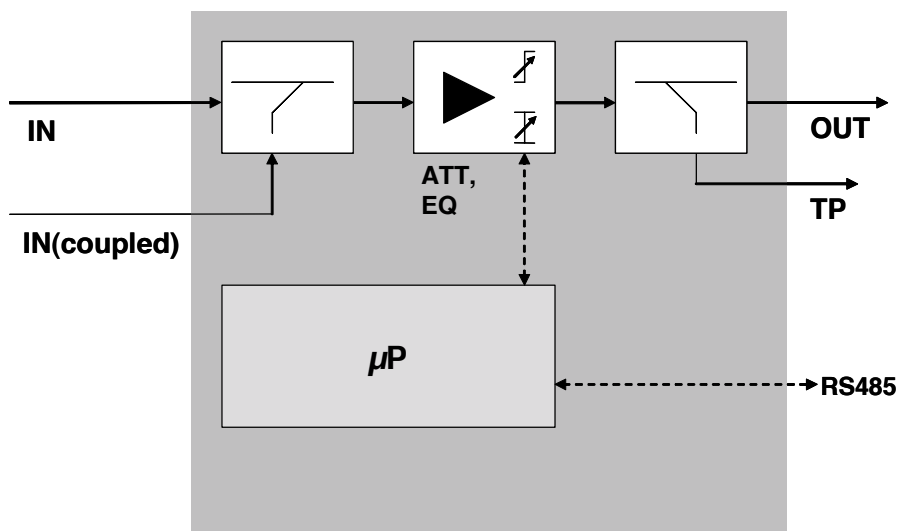 IN
OUT
ATT,
EQ
TP
IN(coupled)
µP
RS485